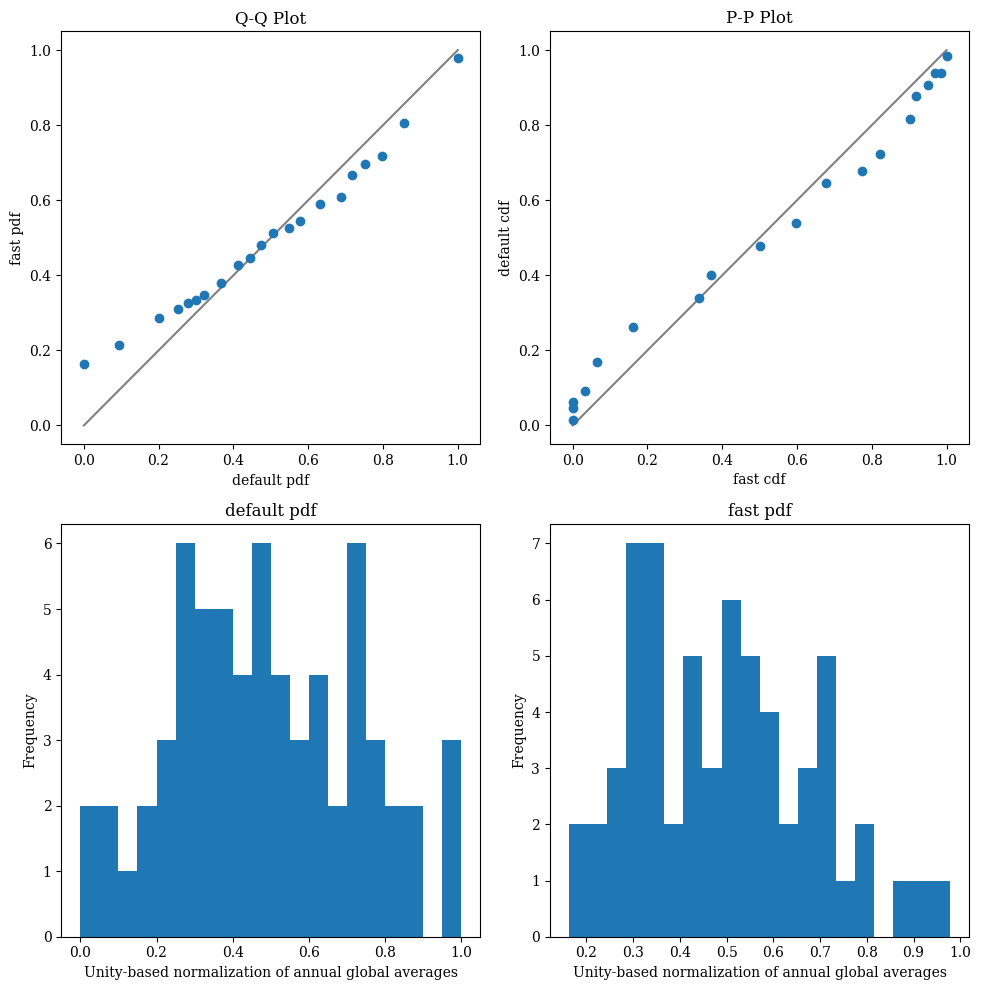 Q-Q Plot
1.0
0.8
0.6
0.4
0.2
0.0
fast pdf
0.0 0.2 0.4 0.6 0.8 1.0
default pdf
P-P Plot
1.0
0.8
0.6
0.4
0.2
0.0
default cdf
0.0 0.2 0.4 0.6 0.8 1.0
fast cdf
default pdf
6
5
4
3
2
1
0
Frequency
0.0 0.2 0.4 0.6 0.8 1.0
Unity-based normalization of annual global averages
fast pdf
7
6
5
4
3
2
1
0
Frequency
0.2 0.3 0.4 0.5 0.6 0.7 0.8 0.9 1.0
Unity-based normalization of annual global averages